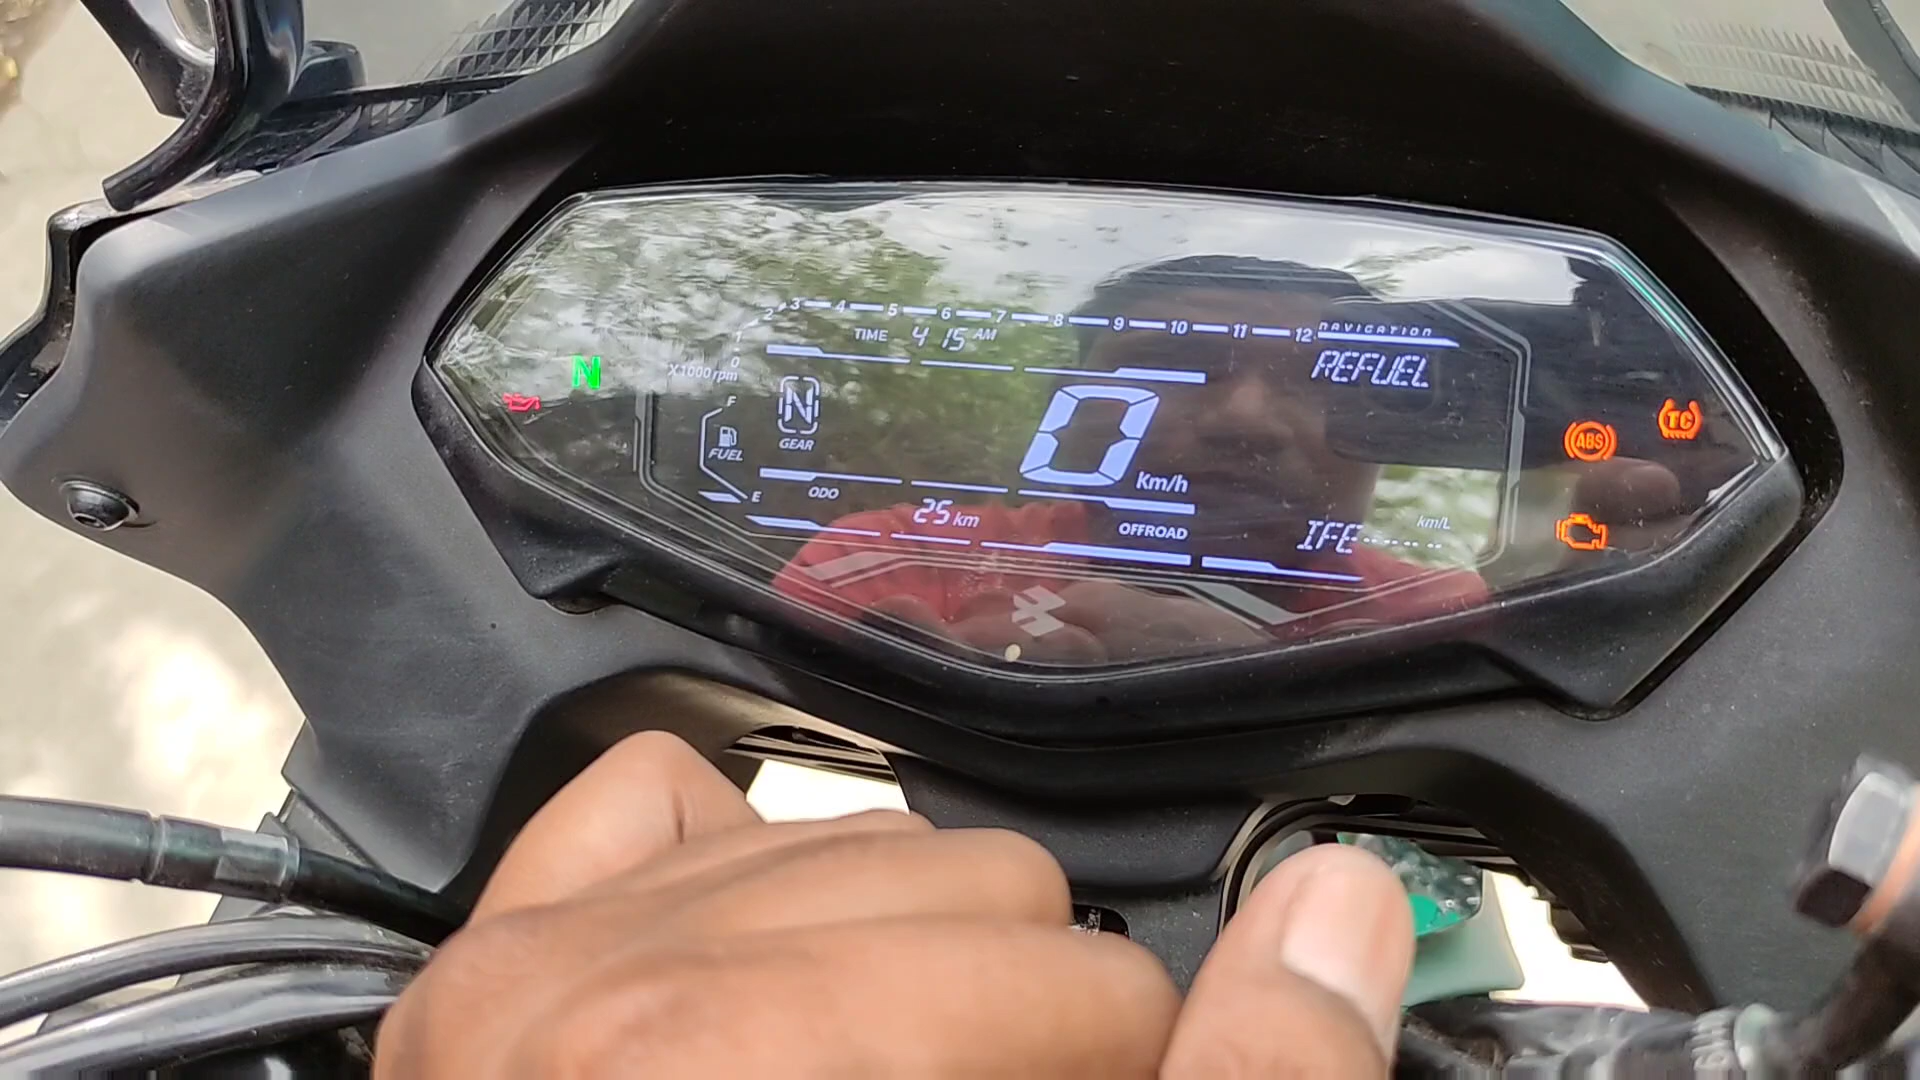 0 1 2 3 4 5 6 7 8 9 10 11 12
X1000 rpm
NAVIGATION
TIME 4 15 AM
REFUEL
N
N
GEAR
F
FUEL
E
0 Km/h
ABS
TC
ODO
25 km
OFFROAD
IFE -- --.-- km/L